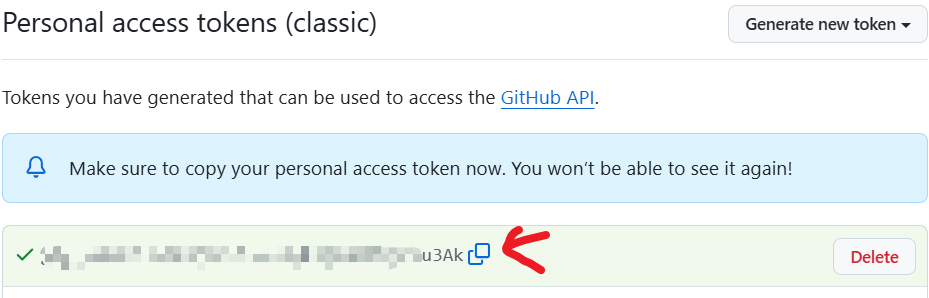 Personal access tokens (classic)
Generate new token
Tokens you have generated that can be used to access the GitHub API.
Make sure to copy your personal access token now. You won't be able to see it again!
u3Ak
Delete